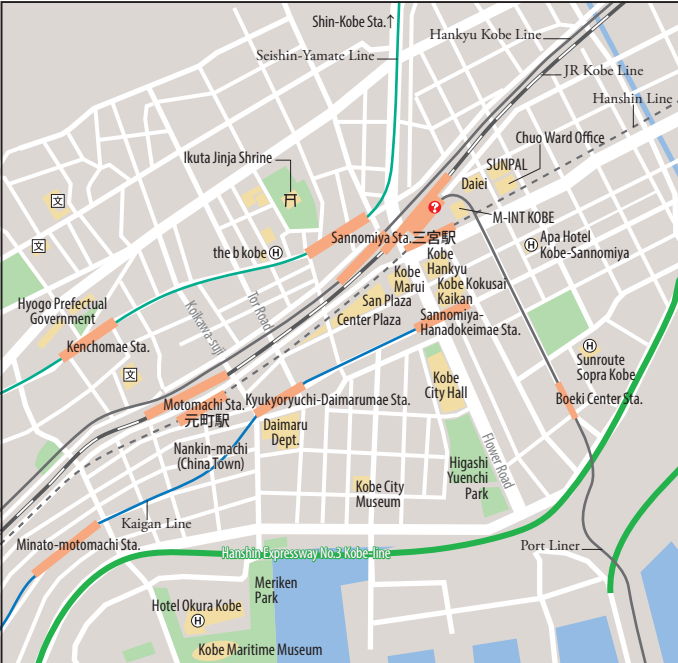 Shin-Kobe Sta.↑
Hankyu Kobe Line
Seishin-Yamate Line
JR Kobe Line
Hanshin Line
Chuo Ward Office
Ikuta Jinja Shrine
SUNPAL
Daiei
文
?
M-INT KOBE
Sannomiya Sta.三宮駅
文
the b kobe H
H Apa Hotel
Kobe-Sannomiya
Kobe
Hankyu
Kobe
Marui
Kobe Kokusai
Kaikan
San Plaza
Hyogo Prefectual
Government
Koikawa-suji
Tor Road
Center Plaza
Sannomiya-
Hanadokeimae Sta.
Kenchomae Sta.
H
Sunroute
Sopra Kobe
文
Kobe
City Hall
Motomachi Sta.
元町駅
Kyukyoryuchi-Daimarumae Sta.
Boeki Center Sta.
Daimaru
Dept.
Nankin-machi
(China Town)
Flower Road
Higashi
Yuenchi
Park
Kobe City
Museum
Kaigan Line
Minato-motomachi Sta.
Hanshin Expressway No.3 Kobe-line
Port Liner
Meriken
Park
Hotel Okura Kobe
H
Kobe Maritime Museum